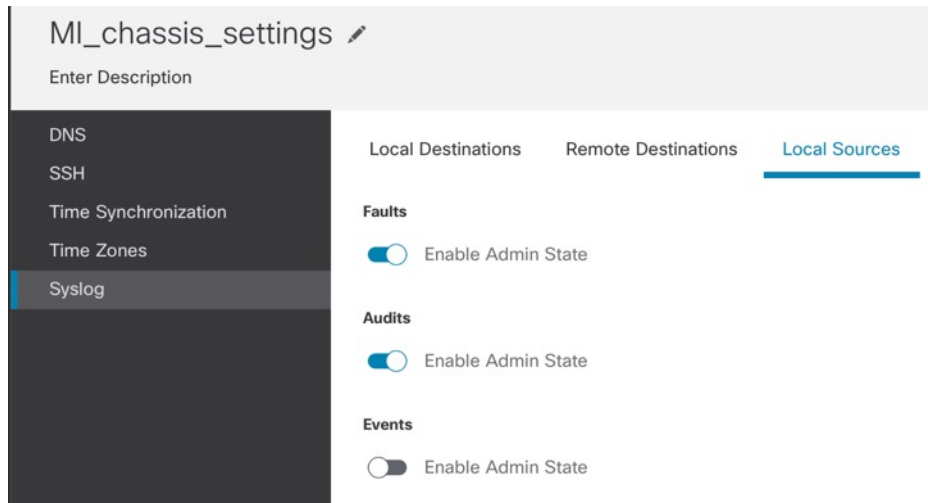 MI_chassis_settings
Enter Description
DNS
SSH
Time Synchronization
Time Zones
Syslog
Local Destinations Remote Destinations Local Sources
Faults
Enable Admin State
Audits
Enable Admin State
Events
Enable Admin State